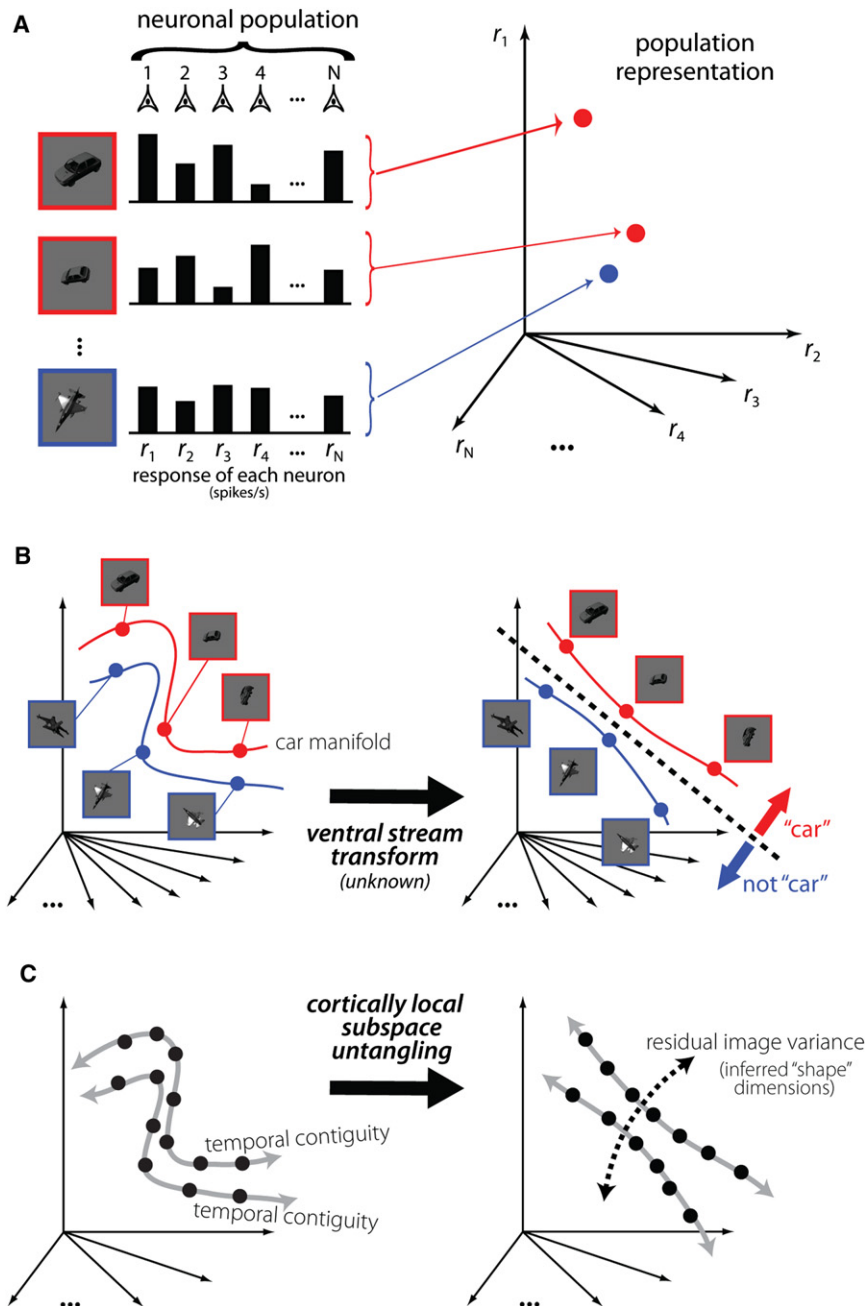 A
neuronal population
1 2 3 4 ... N
population
representation
r1
r2
r3
r4
rN
...
...
...
...
r1 r2 r3 r4 ... rN
response of each neuron
(spikes/s)
B
car manifold
ventral stream
transform
(unknown)
"car"
not "car"
...
...
C
cortically local
subspace
untangling
temporal contiguity
temporal contiguity
residual image variance
(inferred "shape"
dimensions)
...
...